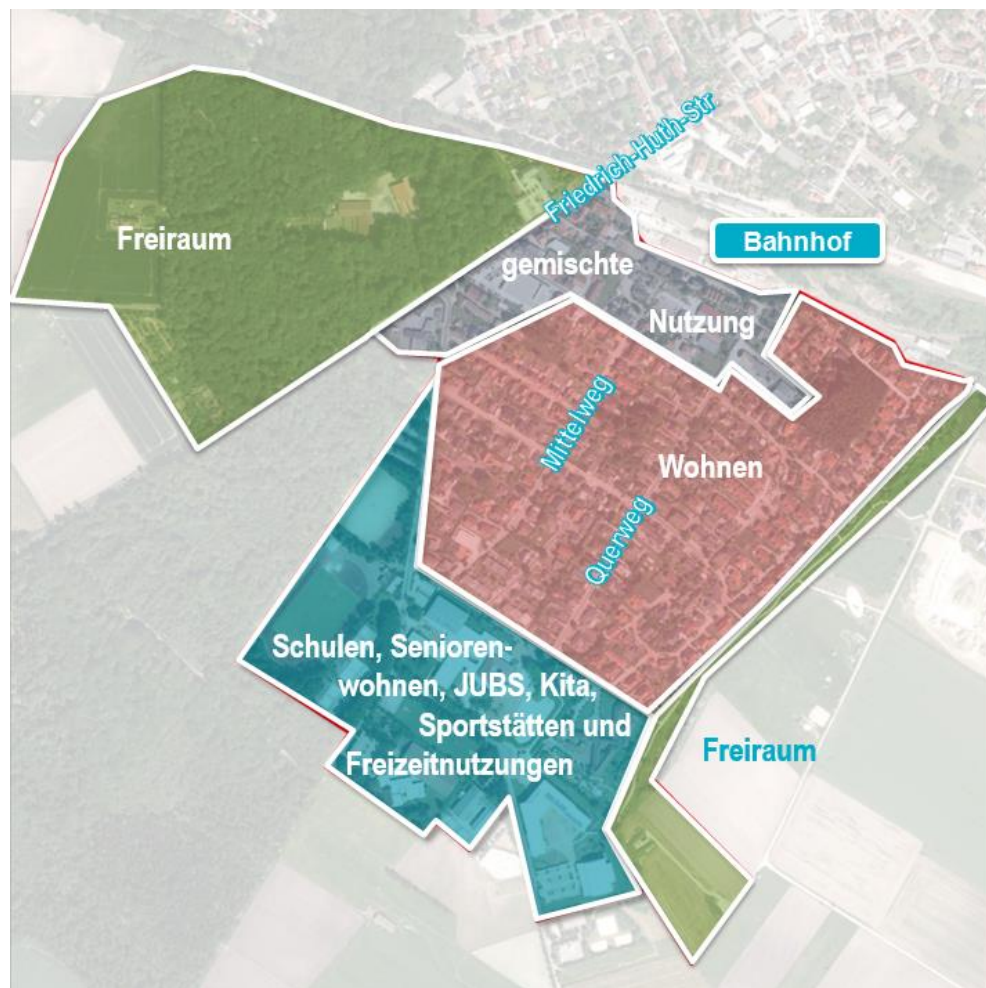 Friedrich-Huth-Str
Freiraum
Bahnhof
gemischte
Nutzung
Mittelweg
Wohnen
Querweg
Schulen, Senioren-
wohnen, JUBS, Kita,
Sportstätten und
Freizeitnutzungen
Freiraum